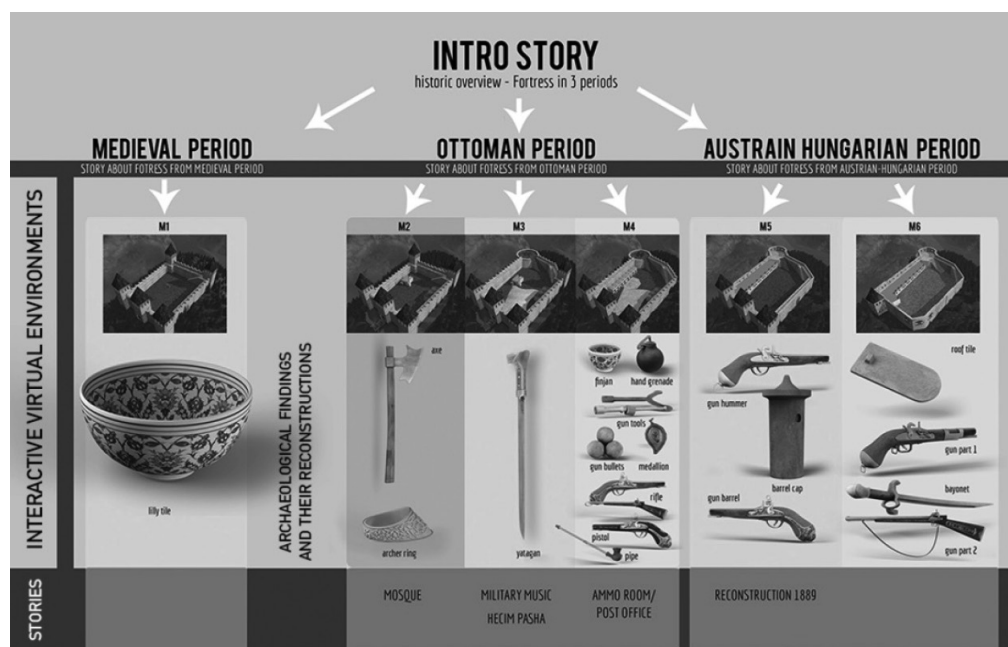 INTRO STORY
historic overview - Fortress in 3 periods
MEDIEVAL PERIOD
STORY ABOUT FOTRESS FROM MEDIEVAL PERIOD
OTTOMAN PERIOD
STORY ABOUT FORTRESS FROM OTTOMAN PERIOD
AUSTRAIN HUNGARIAN PERIOD
STORY ABOUT FORTRESS FROM AUSTRIAN-HUNGARIAN PERIOD
INTERACTIVE VIRTUAL ENVIRONMENTS
M1
lilly tile
ARCHAEOLOGICAL FINDINGS
AND THEIR RECONSTRUCTIONS
M2
axe
archer ring
M3
yatagan
M4
finjan
hand grenade
gun tools
gun bullets
medallion
rifle
pistol
pipe
M5
gun hummer
barrel cap
gun barrel
M6
roof tile
gun part 1
bayonet
gun part 2
STORIES
MOSQUE
MILITARY MUSIC
HECIM PASHA
AMMO ROOM/
POST OFFICE
RECONSTRUCTION 1889